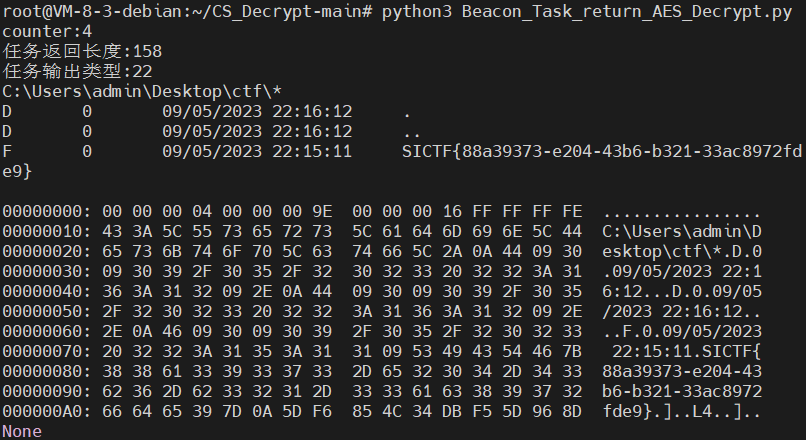 root@VM-8-3-debian:~/CS_Decrypt-main# python3 Beacon_Task_return_AES_Decrypt.py
counter:4
任务返回长度:158
任务输出类型:22
C:\Users\admin\Desktop\ctf\*
D       0       09/05/2023 22:16:12     .
D       0       09/05/2023 22:16:12     ..
F       0       09/05/2023 22:15:11     SICTF{88a39373-e204-43b6-b321-33ac8972fd
e9}
00000000: 00 00 00 04 00 00 00 9E  00 00 00 16 FF FF FF FE  ................
00000010: 43 3A 5C 55 73 65 72 73  5C 61 64 6D 69 6E 5C 44  C:\Users\admin\D
00000020: 65 73 6B 74 6F 70 5C 63  74 66 5C 2A 0A 44 09 30  esktop\ctf\*.D.0
00000030: 09 30 39 2F 30 35 2F 32  30 32 33 20 32 32 3A 31  .09/05/2023 22:1
00000040: 36 3A 31 32 09 2E 0A 44  09 30 09 30 39 2F 30 35  6:12...D.0.09/05
00000050: 2F 32 30 32 33 20 32 32  3A 31 36 3A 31 32 09 2E  /2023 22:16:12..
00000060: 2E 0A 46 09 30 09 30 39  2F 30 35 2F 32 30 32 33  ..F.0.09/05/2023
00000070: 20 32 32 3A 31 35 3A 31  31 09 53 49 43 54 46 7B   22:15:11.SICTF{
00000080: 38 38 61 33 39 33 37 33  2D 65 32 30 34 2D 34 33  88a39373-e204-43
00000090: 62 36 2D 62 33 32 31 2D  33 33 61 63 38 39 37 32  b6-b321-33ac8972
000000A0: 66 64 65 39 7D 0A 5D F6  85 4C 34 DB F5 5D 96 8D  fde9}.]..L4..]..
None